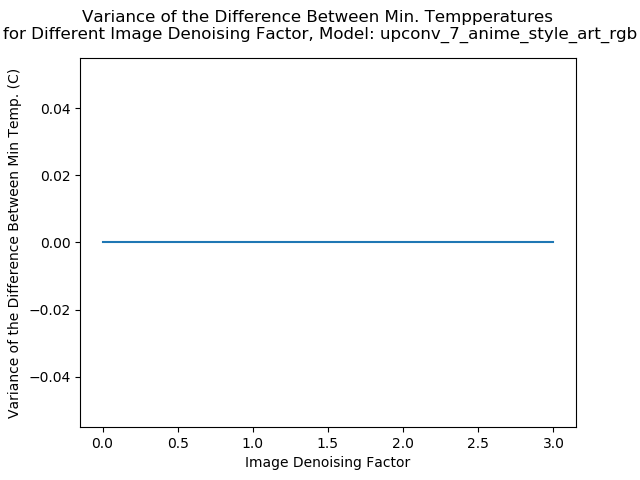 Variance of the Difference Between Min. Tempperatures
for Different Image Denoising Factor, Model: upconv_7_anime_style_art_rgb
Variance of the Difference Between Min Temp. (C)
0.04
0.02
0.00
−0.02
−0.04
0.0 0.5 1.0 1.5 2.0 2.5 3.0
Image Denoising Factor